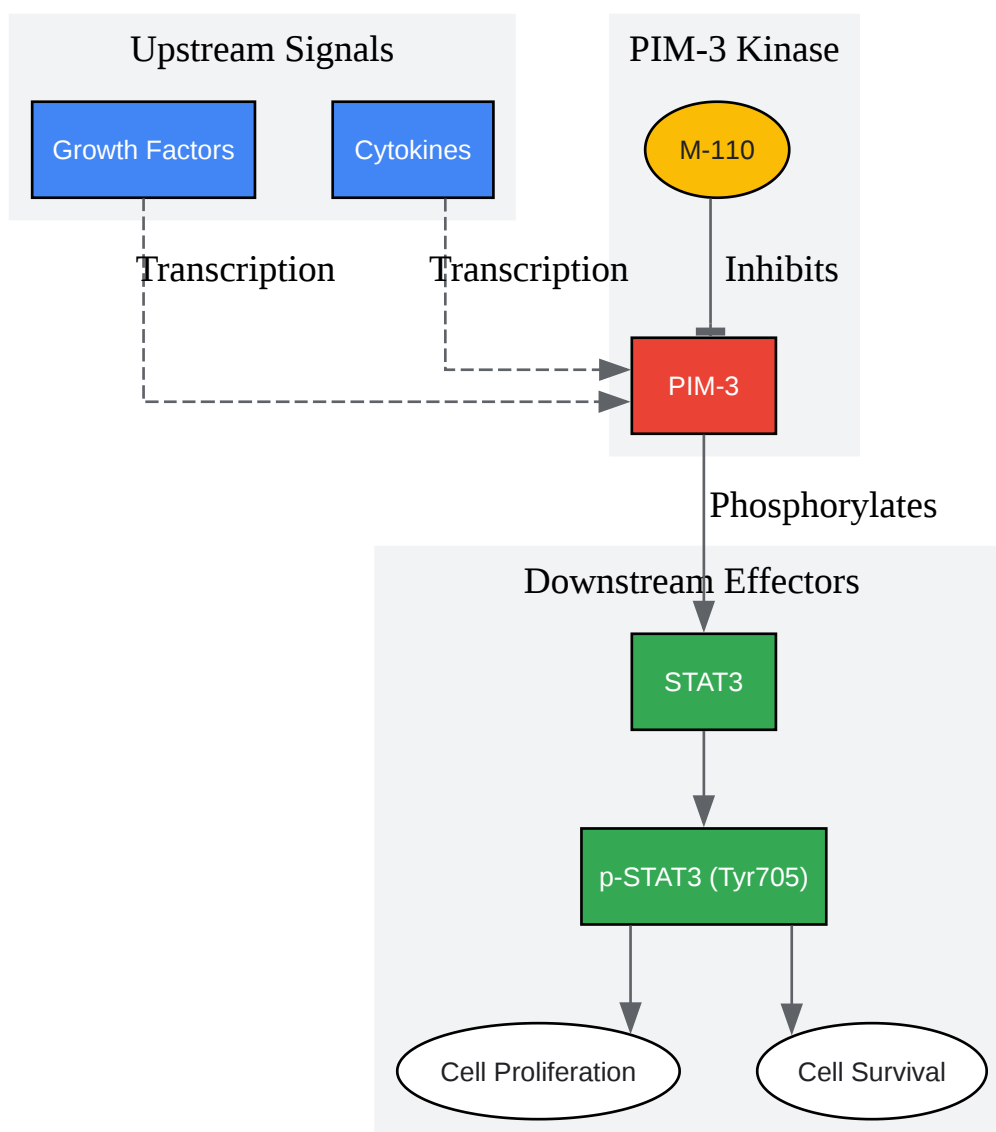 Upstream Signals
PIM-3 Kinase
Growth Factors
Cytokines
M-110
Transcription
Transcription
Inhibits
PIM-3
Phosphorylates
Downstream Effectors
STAT3
p-STAT3 (Tyr705)
Cell Proliferation
Cell Survival